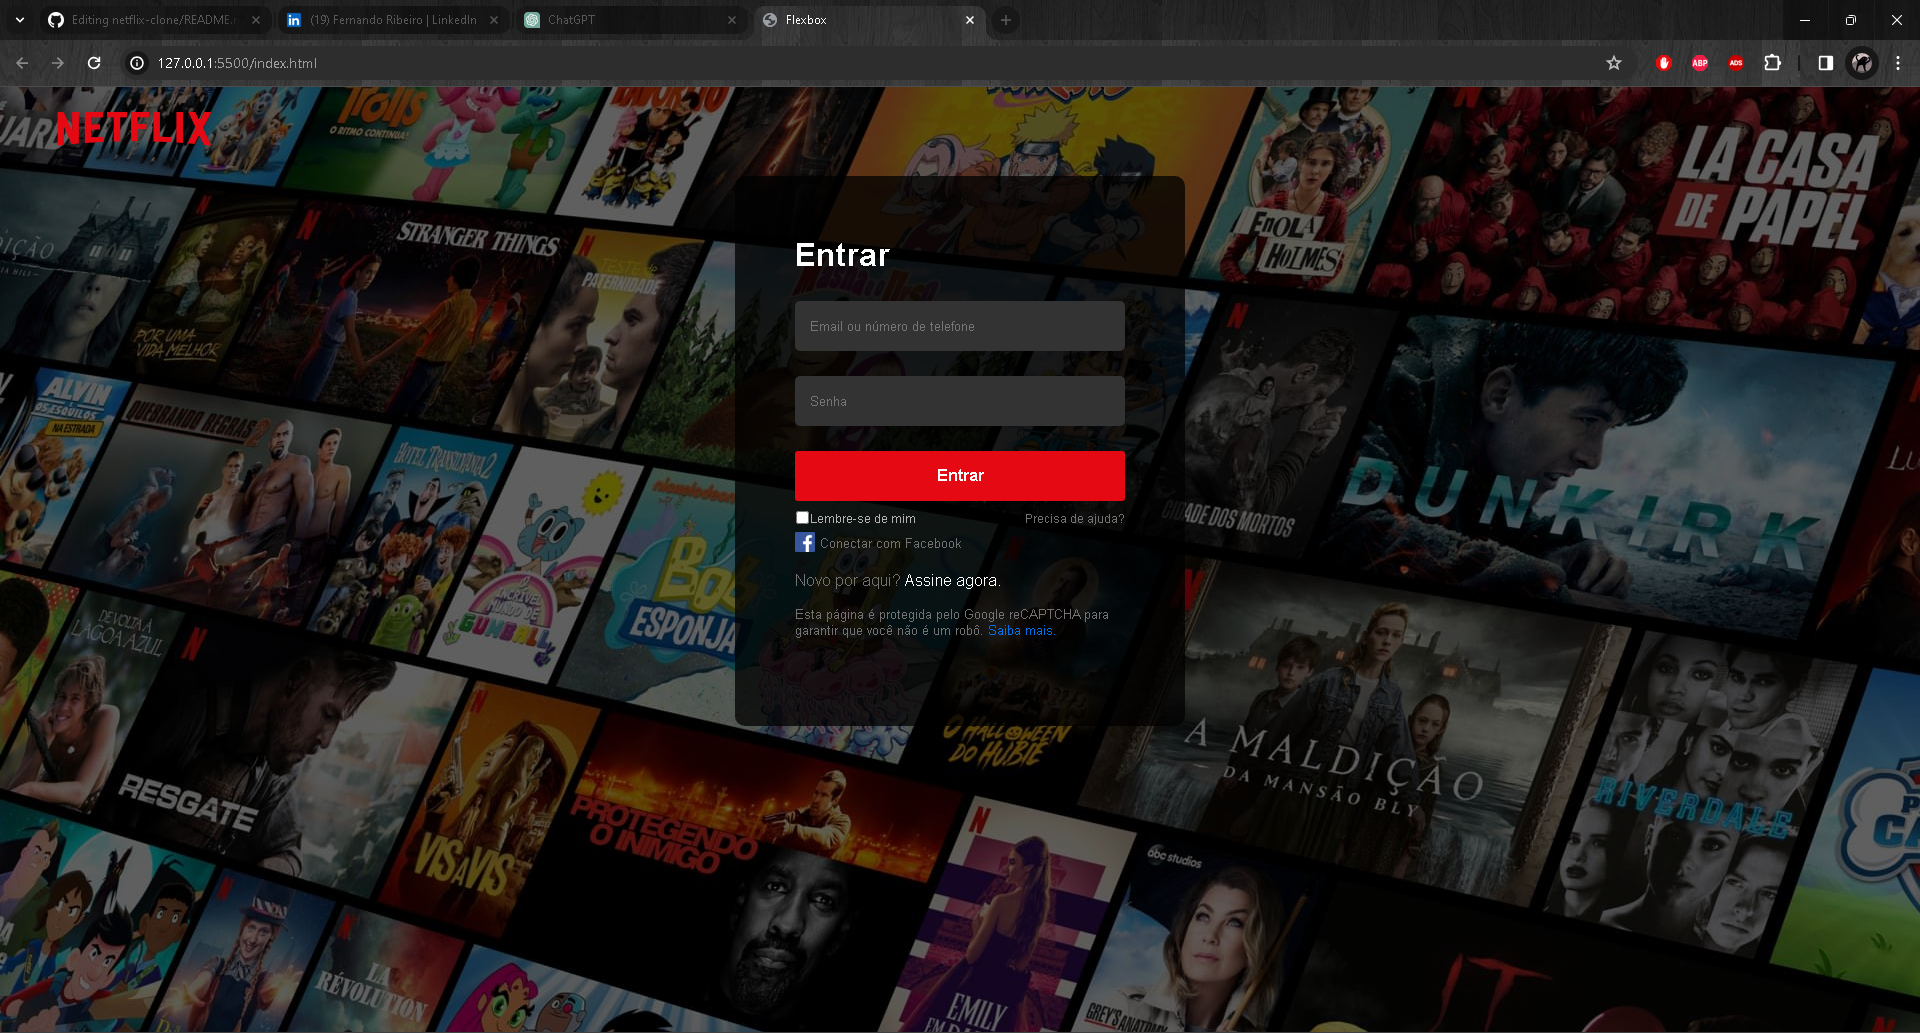 Editing netflix-clone/README.
(19) Fernando Ribeiro | LinkedIn
ChatGPT
Flexbox
127.0.0.1:5500/index.html
ABP
ADS
NETFLIX
Trolls
O RITMO CONTINUA!
LA CASA
DE PAPEL
ENOLA
HOLMES
STRANGER THINGS
PATERNIDADE
POR UMA
VIDA MELHOR
Entrar
Email ou número de telefone
Senha
Entrar
Lembre-se de mim
Precisa de ajuda?
Conectar com Facebook
Novo por aqui? Assine agora.
Esta página é protegida pelo Google reCAPTCHA para
garantir que você não é um robô. Saiba mais.
ALVIN
OS ESQUILOS
NA ESTRADA
QUEBRANDO REGRAS 2
HOTEL TRANSILVÂNIA 2
O INCRÍVEL
MUNDO DE
GUMBALL
nickelodeon
BOB
ESPONJA
CIDADE DOS MORTOS
DUNKIRK
DE VOLTA À
LAGOA AZUL
RESGATE
VIS A VIS
PROTEGENDO
O INIMIGO
O HALLOWEEN
DO HUBIE
A MALDIÇÃO
DA MANSÃO BLY
RIVERDALE
abc studios
LA
RÉVOLUTION
EMILY
EM PARIS
GREY'S ANATOMY
IT